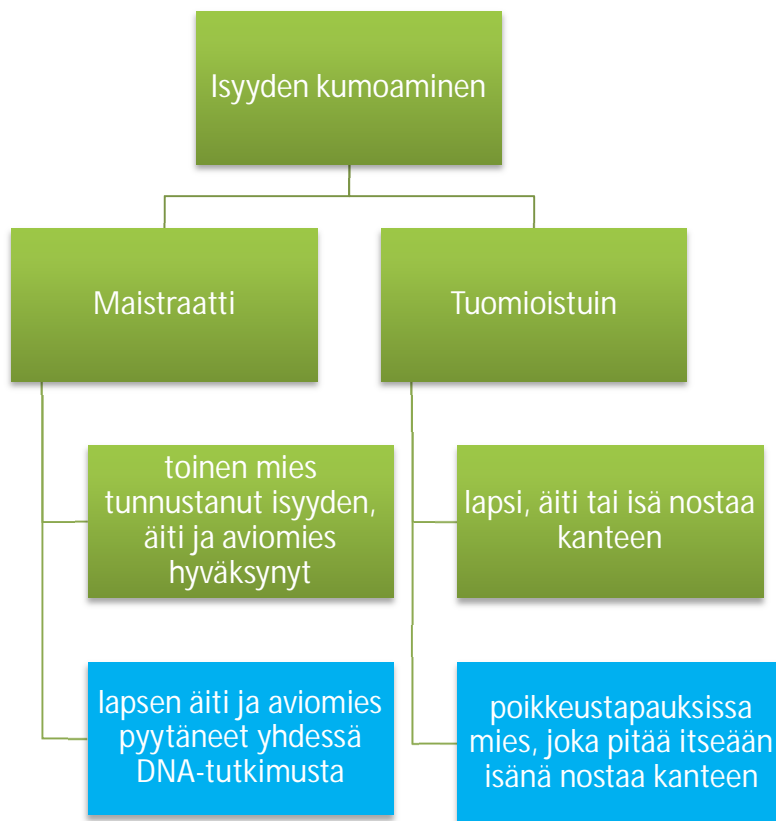 Isyyden kumoaminen
Maistraatti
Tuomioistuin
toinen mies
tunnustanut isyyden,
äiti ja aviomies
hyväksynyt
lapsi, äiti tai isä nostaa
kanteen
lapsen äiti ja aviomies
pyytäneet yhdessä
DNA-tutkimusta
poikkeustapauksissa
mies, joka pitää itseään
isänä nostaa kanteen